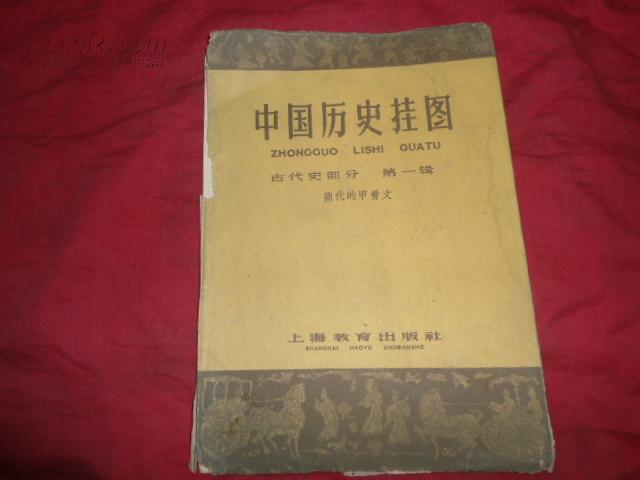 中国历史挂图
ZHONGGUO LISHI GUATU
古代史部分 第一辑
商代的甲骨文
上海教育出版社
SHANGHAI JIAOYU CHUBANSHE